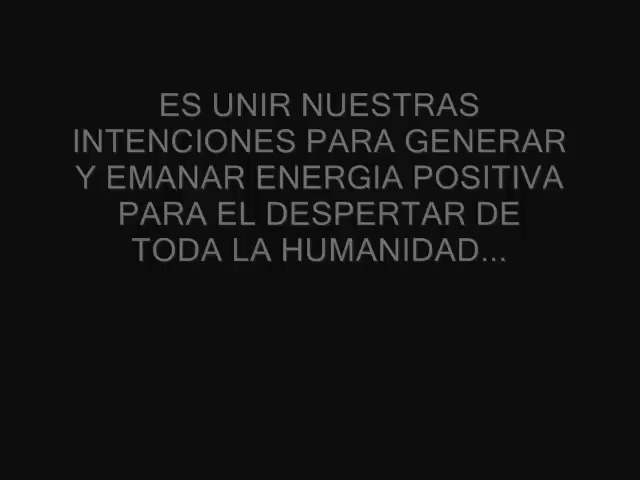 ES UNIR NUESTRAS
INTENCIONES PARA GENERAR
Y EMANAR ENERGIA POSITIVA
PARA EL DESPERTAR DE
TODA LA HUMANIDAD...